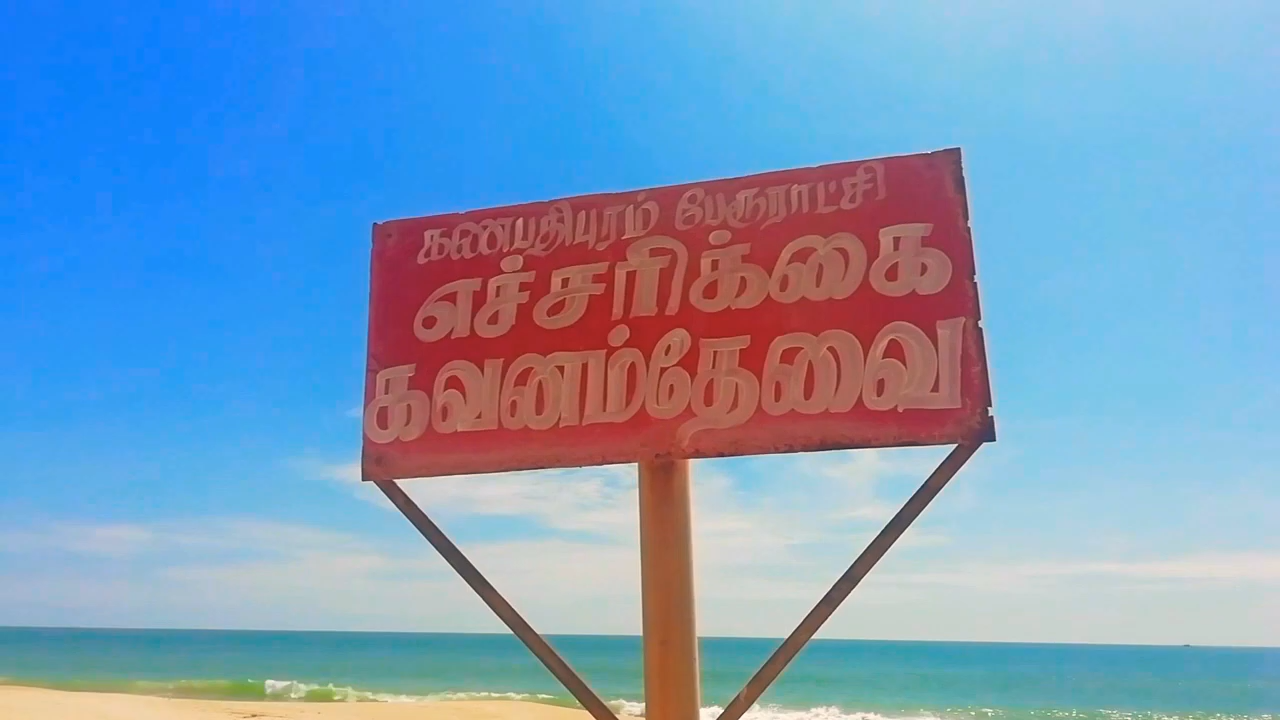 கணபதிபுரம் பேரூராட்சி
எச்சரிக்கை
கவனம்தேவை